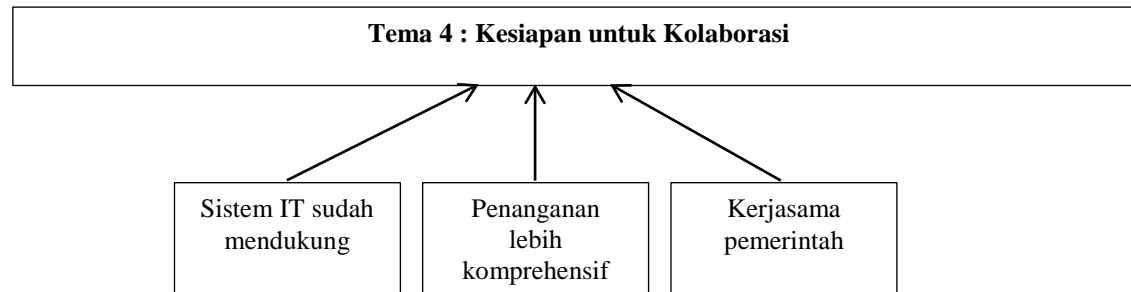 Tema 4 : Kesiapan untuk Kolaborasi
Sistem IT sudah
mendukung
Penanganan
lebih
komprehensif
Kerjasama
pemerintah